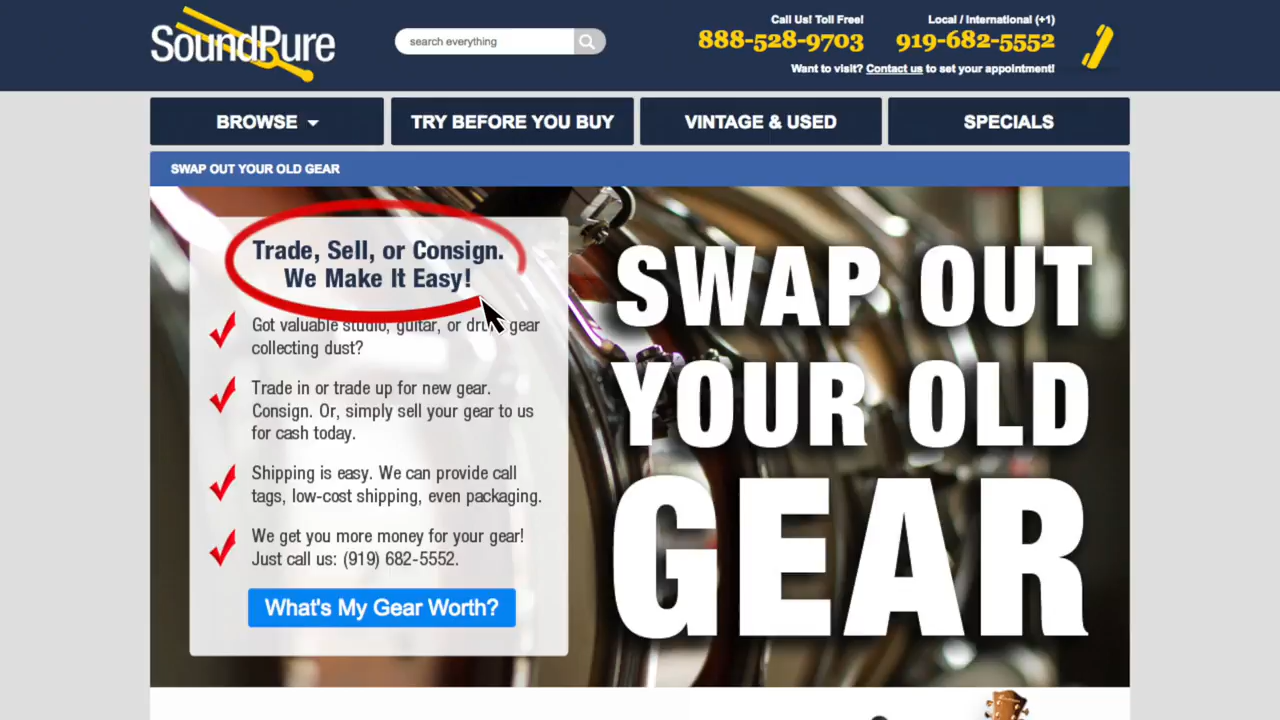 SoundPure
search everything
Call Us! Toll Free!
888-528-9703
Local / International (+1)
919-682-5552
Want to visit? Contact us to set your appointment!
BROWSE
TRY BEFORE YOU BUY
VINTAGE & USED
SPECIALS
SWAP OUT YOUR OLD GEAR
Trade, Sell, or Consign.
We Make It Easy!
Got valuable studio, guitar, or drum gear
collecting dust?
Trade in or trade up for new gear.
Consign. Or, simply sell your gear to us
for cash today.
Shipping is easy. We can provide call
tags, low-cost shipping, even packaging.
We get you more money for your gear!
Just call us: (919) 682-5552.
What's My Gear Worth?
SWAP OUT
YOUR OLD
GEAR